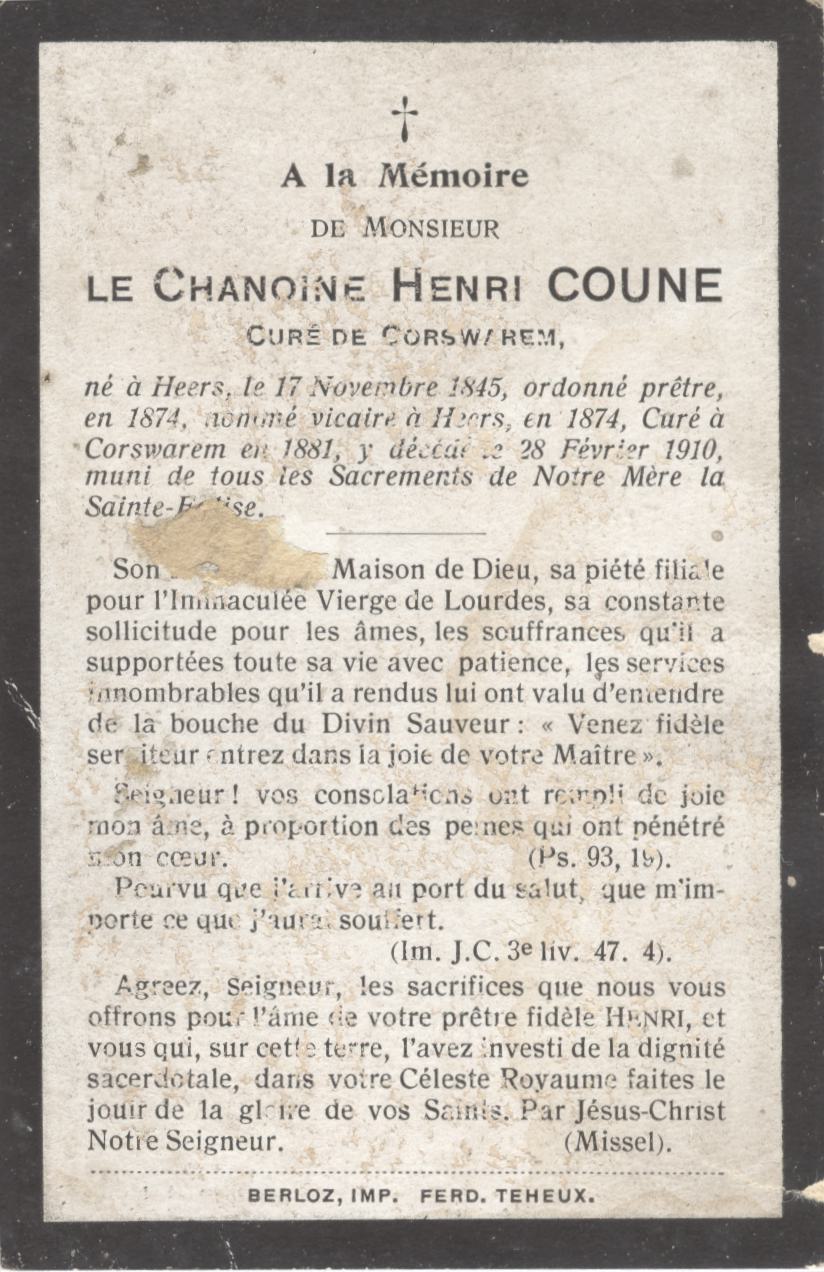 A la Mémoire
DE MONSIEUR
LE CHANOINE HENRI COUNE
CURÉ DE CORSWAREM,
né à Heers, le 17 Novembre 1845, ordonné prêtre,
en 1874, nommé vicaire à Heers, en 1874, Curé à
Corswarem en 1881, y décédé le 28 Février 1910,
muni de tous les Sacrements de Notre Mère la
Sainte-Eglise.
Son Maison de Dieu, sa piété filiale
pour l'Immaculée Vierge de Lourdes, sa constante
sollicitude pour les âmes, les souffrances qu'il a
supportées toute sa vie avec patience, les services
innombrables qu'il a rendus lui ont valu d'entendre
de la bouche du Divin Sauveur : « Venez fidèle
serviteur entrez dans la joie de votre Maître ».
Seigneur ! vos consolations ont rempli de joie
mon âme, à proportion des peines qui ont pénétré
mon cœur. (Ps. 93, 19).
Pourvu que j'arrive au port du salut, que m'im-
porte ce que j'aurai souffert.
(Im. J.C. 3e liv. 47. 4).
Agreez, Seigneur, les sacrifices que nous vous
offrons pour l'âme de votre prêtre fidèle HENRI, et
vous qui, sur cette terre, l'avez investi de la dignité
sacerdotale, dans votre Céleste Royaume faites le
jouir de la gloire de vos Saints. Par Jésus-Christ
Notre Seigneur. (Missel).
BERLOZ, IMP. FERD. TEHEUX.